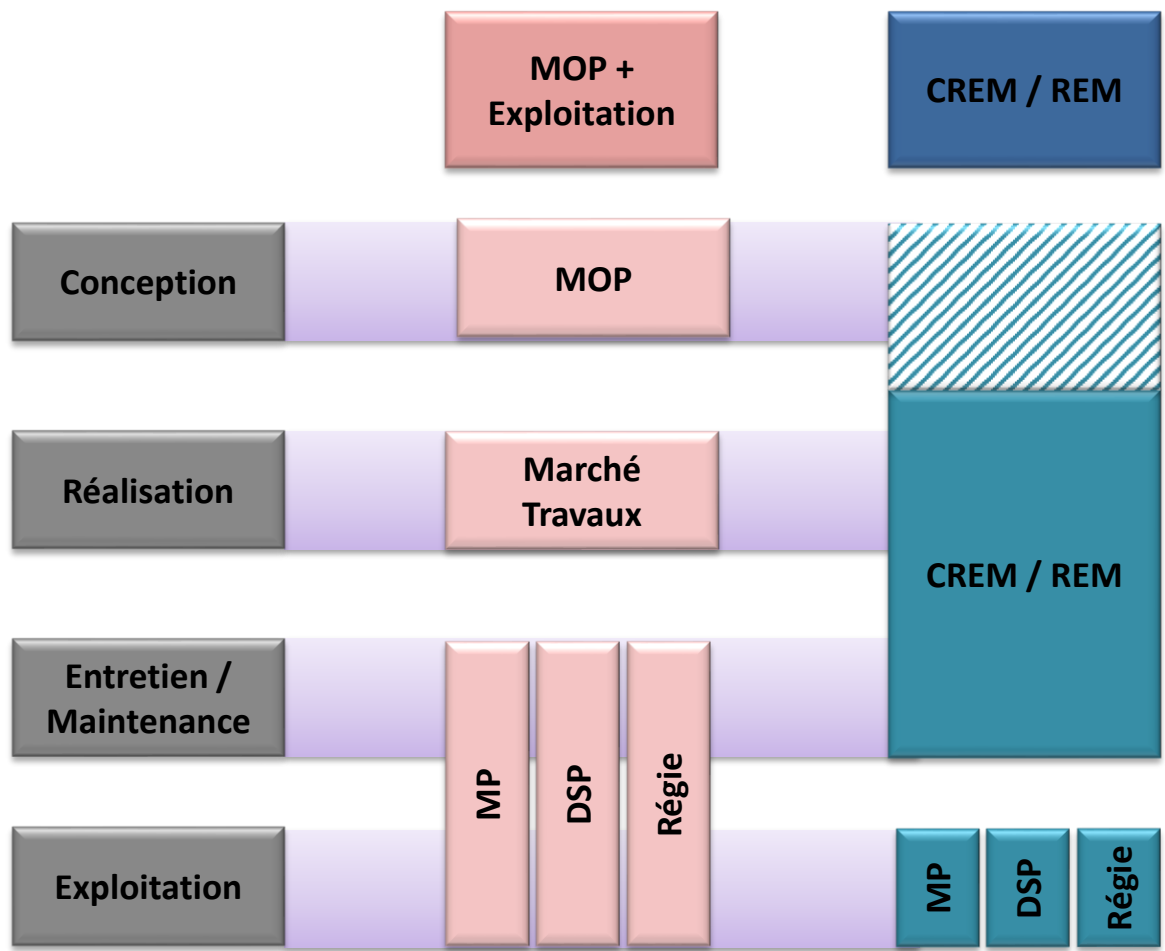 MOP +
Exploitation
CREM / REM
Conception
MOP
Réalisation
Marché
Travaux
CREM / REM
Entretien /
Maintenance
MP
DSP
Régie
Exploitation
MP
DSP
Régie